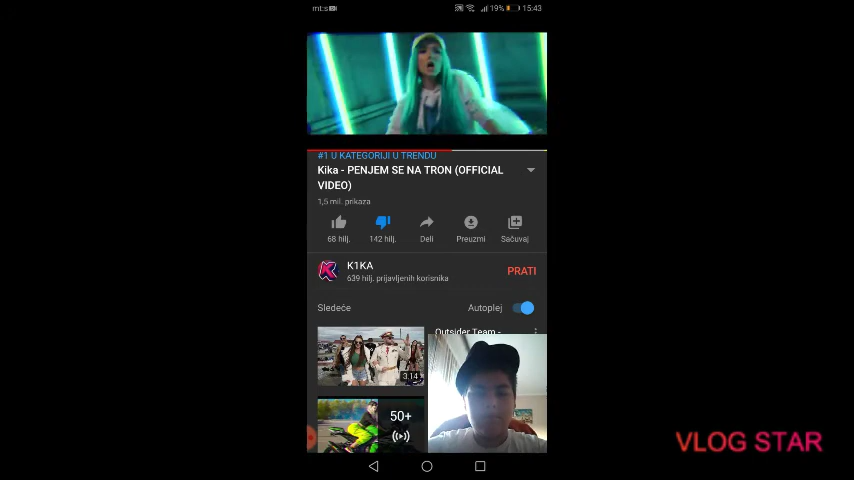 mt:s
19% 15:43
#1 U KATEGORIJI U TRENDU
Kika - PENJEM SE NA TRON (OFFICIAL
VIDEO)
1,5 mil. prikaza
68 hilj. 142 hilj. Deli Preuzmi Sačuvaj
K1KA
639 hilj. prijavljenih korisnika
PRATI
Sledeće Autoplej
Outsider Team -
3:14
50+
VLOG STAR